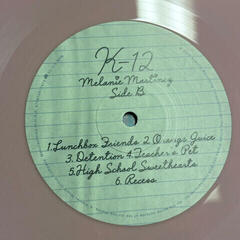 K-12
Melanie Martinez
Side B
1. Lunchbox Friends 2. Orange Juice
3. Detention 4. Teacher's Pet
5. High School Sweethearts
6. Recess